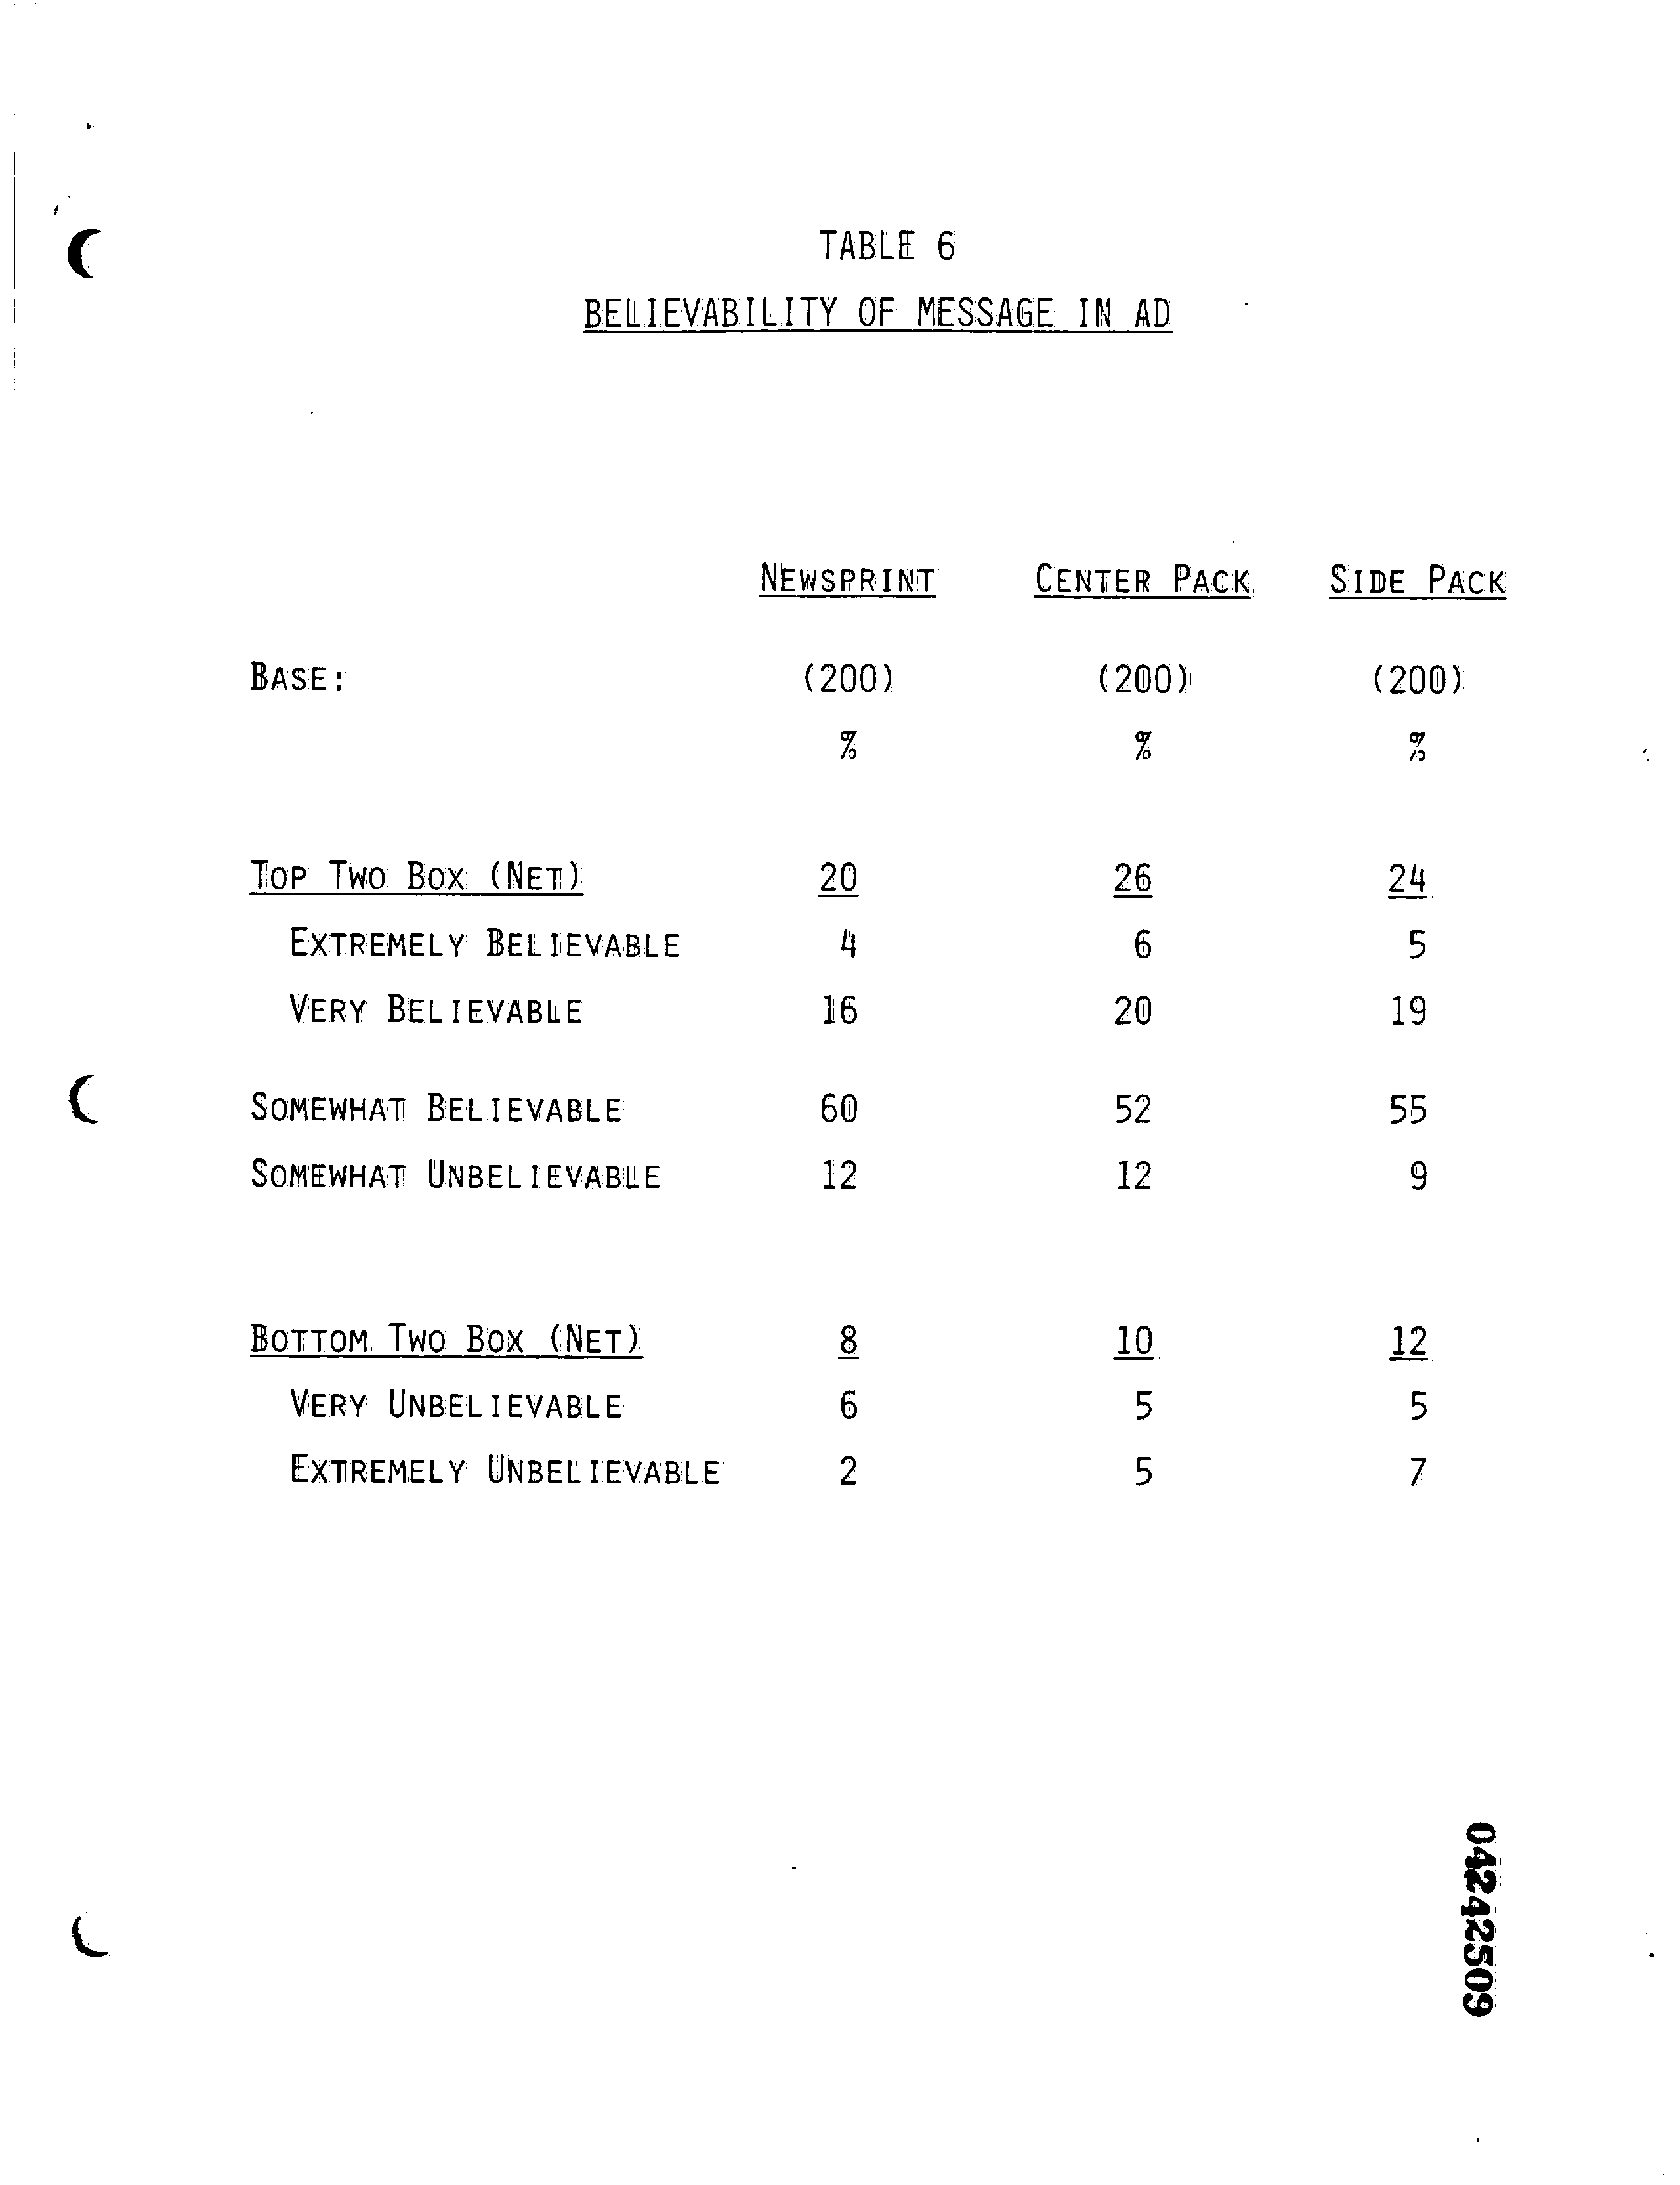 TABLE 6
BELIEVABILITY OF MESSAGE IN AD
NEWSPRINT CENTER PACK SIDE PACK
BASE: (200) (200) (200)
% % %
TOP TWO BOX (NET) 20 26 24
EXTREMELY BELIEVABLE 4 6 5
VERY BELIEVABLE 16 20 19
SOMEWHAT BELIEVABLE 60 52 55
SOMEWHAT UNBELIEVABLE 12 12 9
BOTTOM TWO BOX (NET) 8 10 12
VERY UNBELIEVABLE 6 5 5
EXTREMELY UNBELIEVABLE 2 5 7
04242509